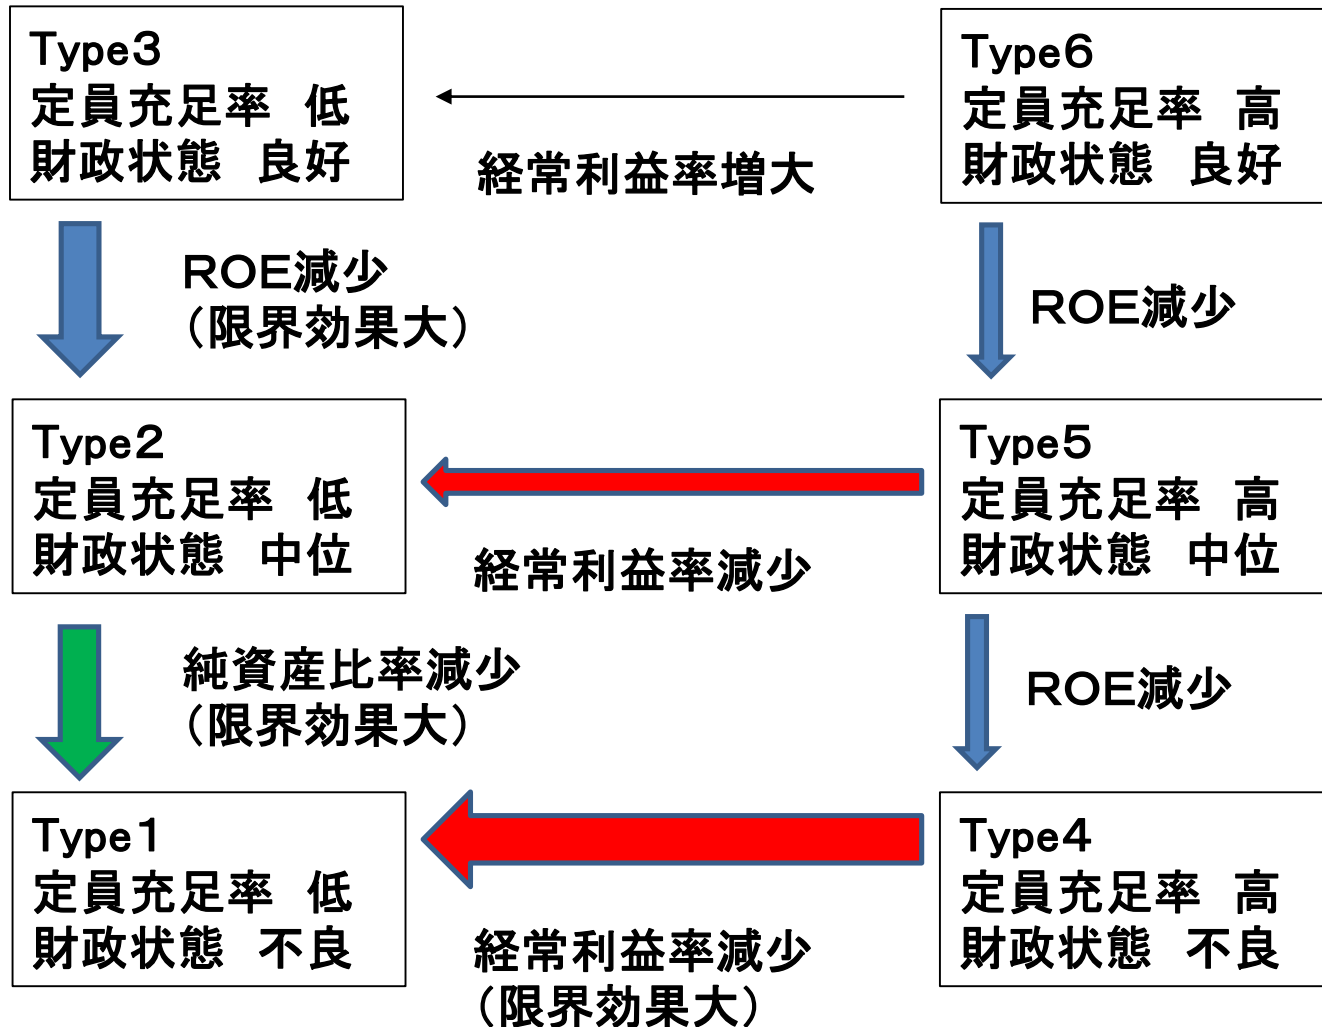 Type3
定員充足率　低
財政状態　良好
経常利益率増大
Type6
定員充足率　高
財政状態　良好
ＲＯＥ減少
（限界効果大）
ＲＯＥ減少
Type2
定員充足率　低
財政状態　中位
経常利益率減少
Type5
定員充足率　高
財政状態　中位
純資産比率減少
（限界効果大）
ＲＯＥ減少
Type1
定員充足率　低
財政状態　不良
経常利益率減少
（限界効果大）
Type4
定員充足率　高
財政状態　不良